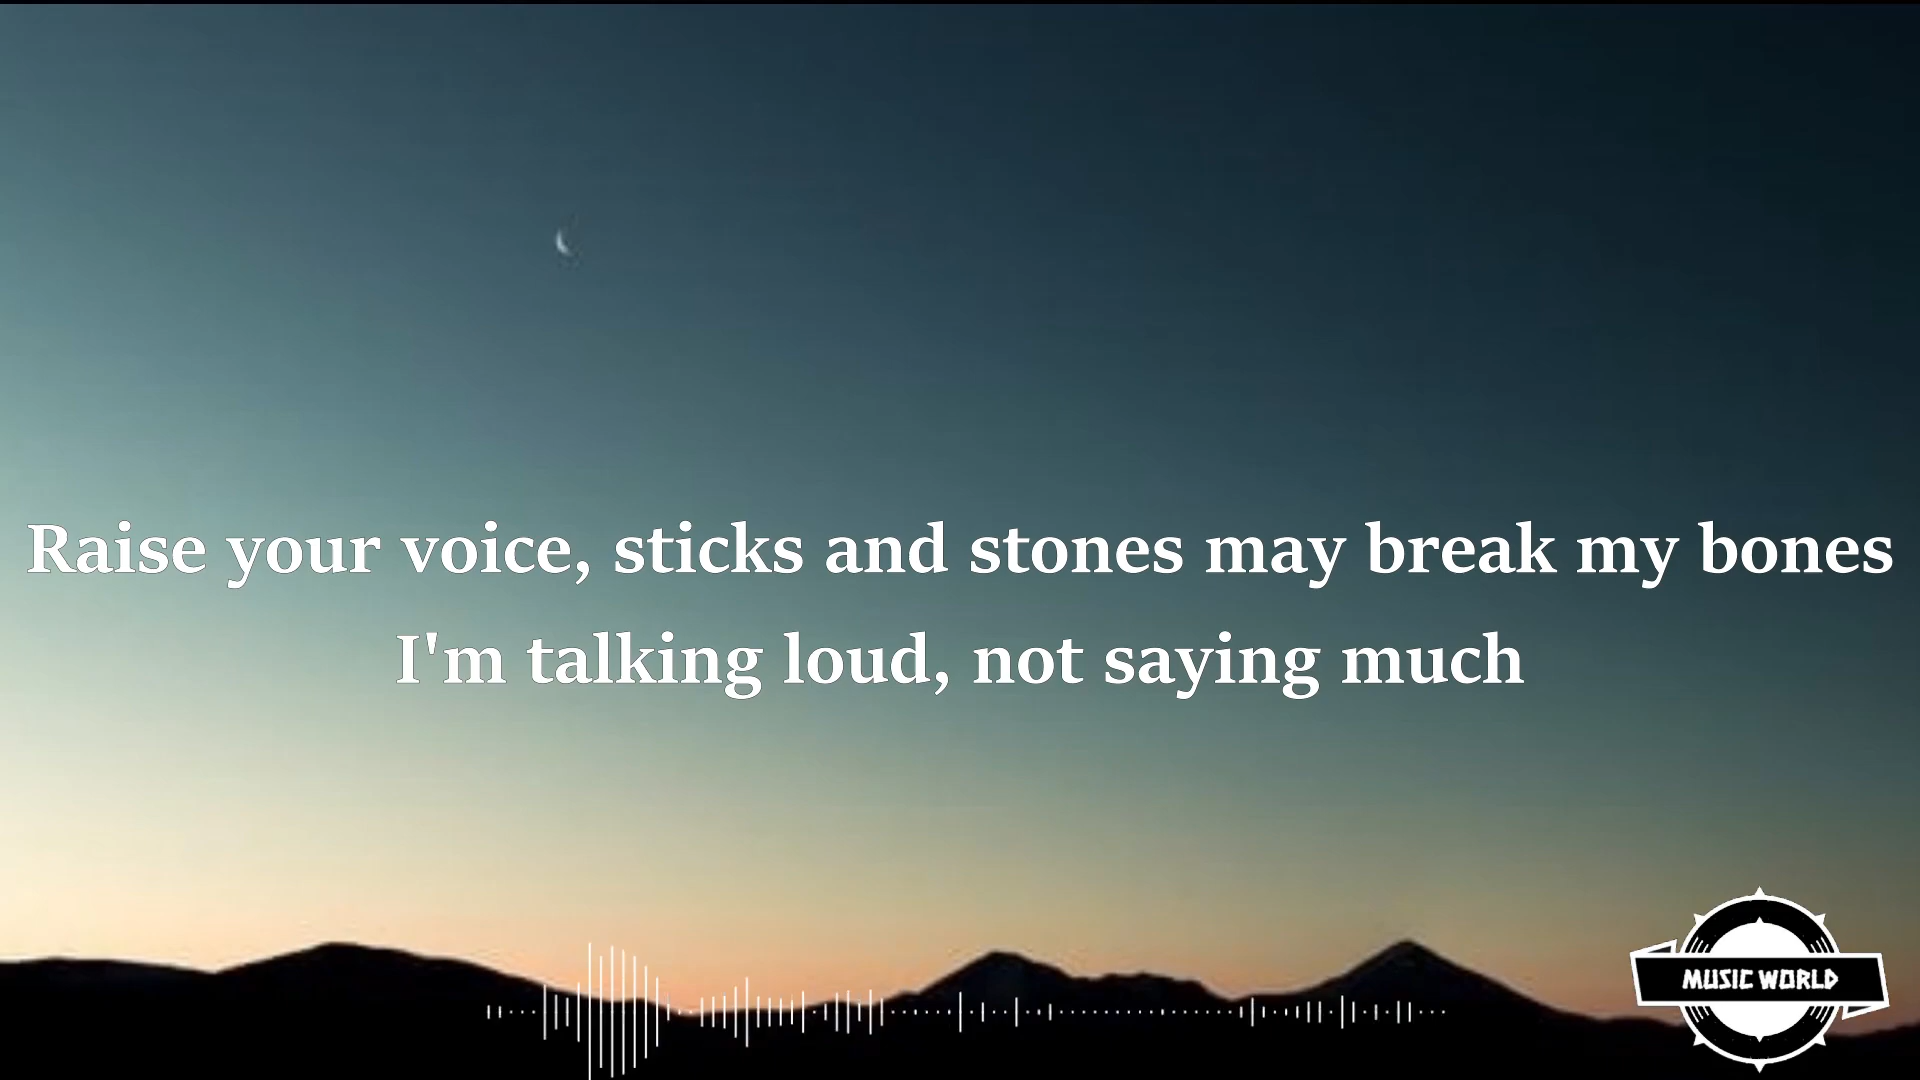 Raise your voice, sticks and stones may break my bones
I'm talking loud, not saying much
MUSIC WORLD